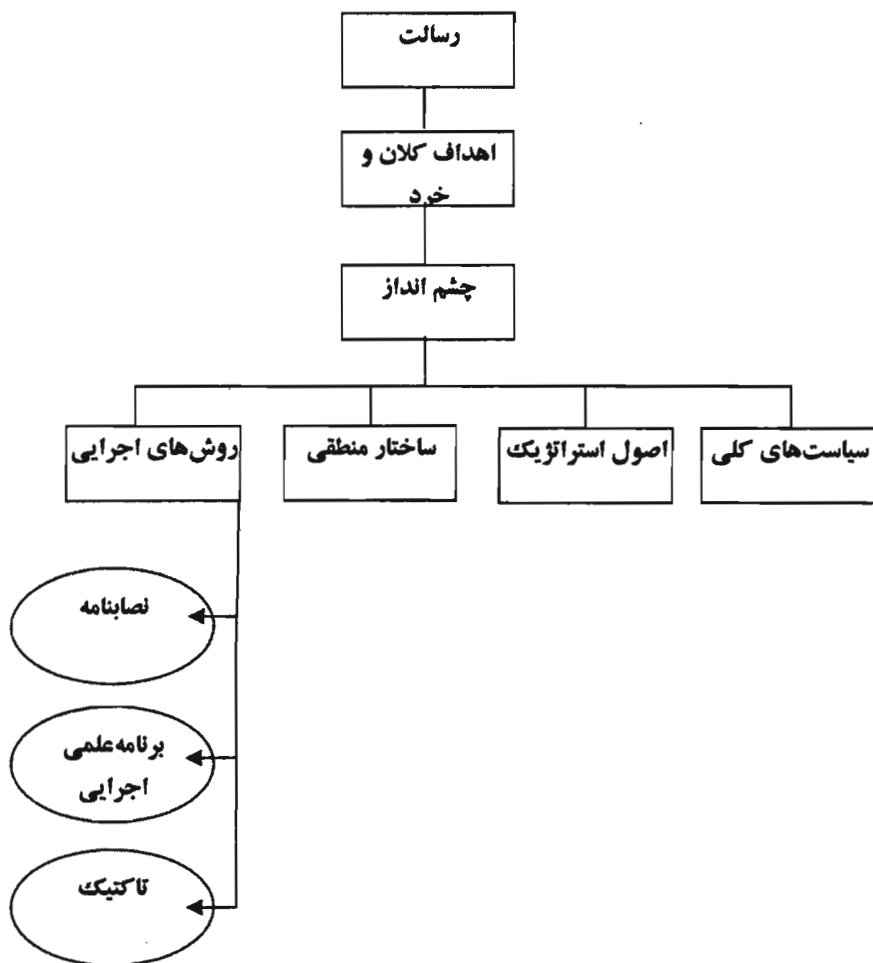 رسالت
اهداف کلان و
خرد
چشم انداز
سیاست‌های کلی
اصول استراتژیک
ساختار منطقی
روش‌های اجرایی
نصابنامه
برنامه علمی
اجرایی
تاکتیک